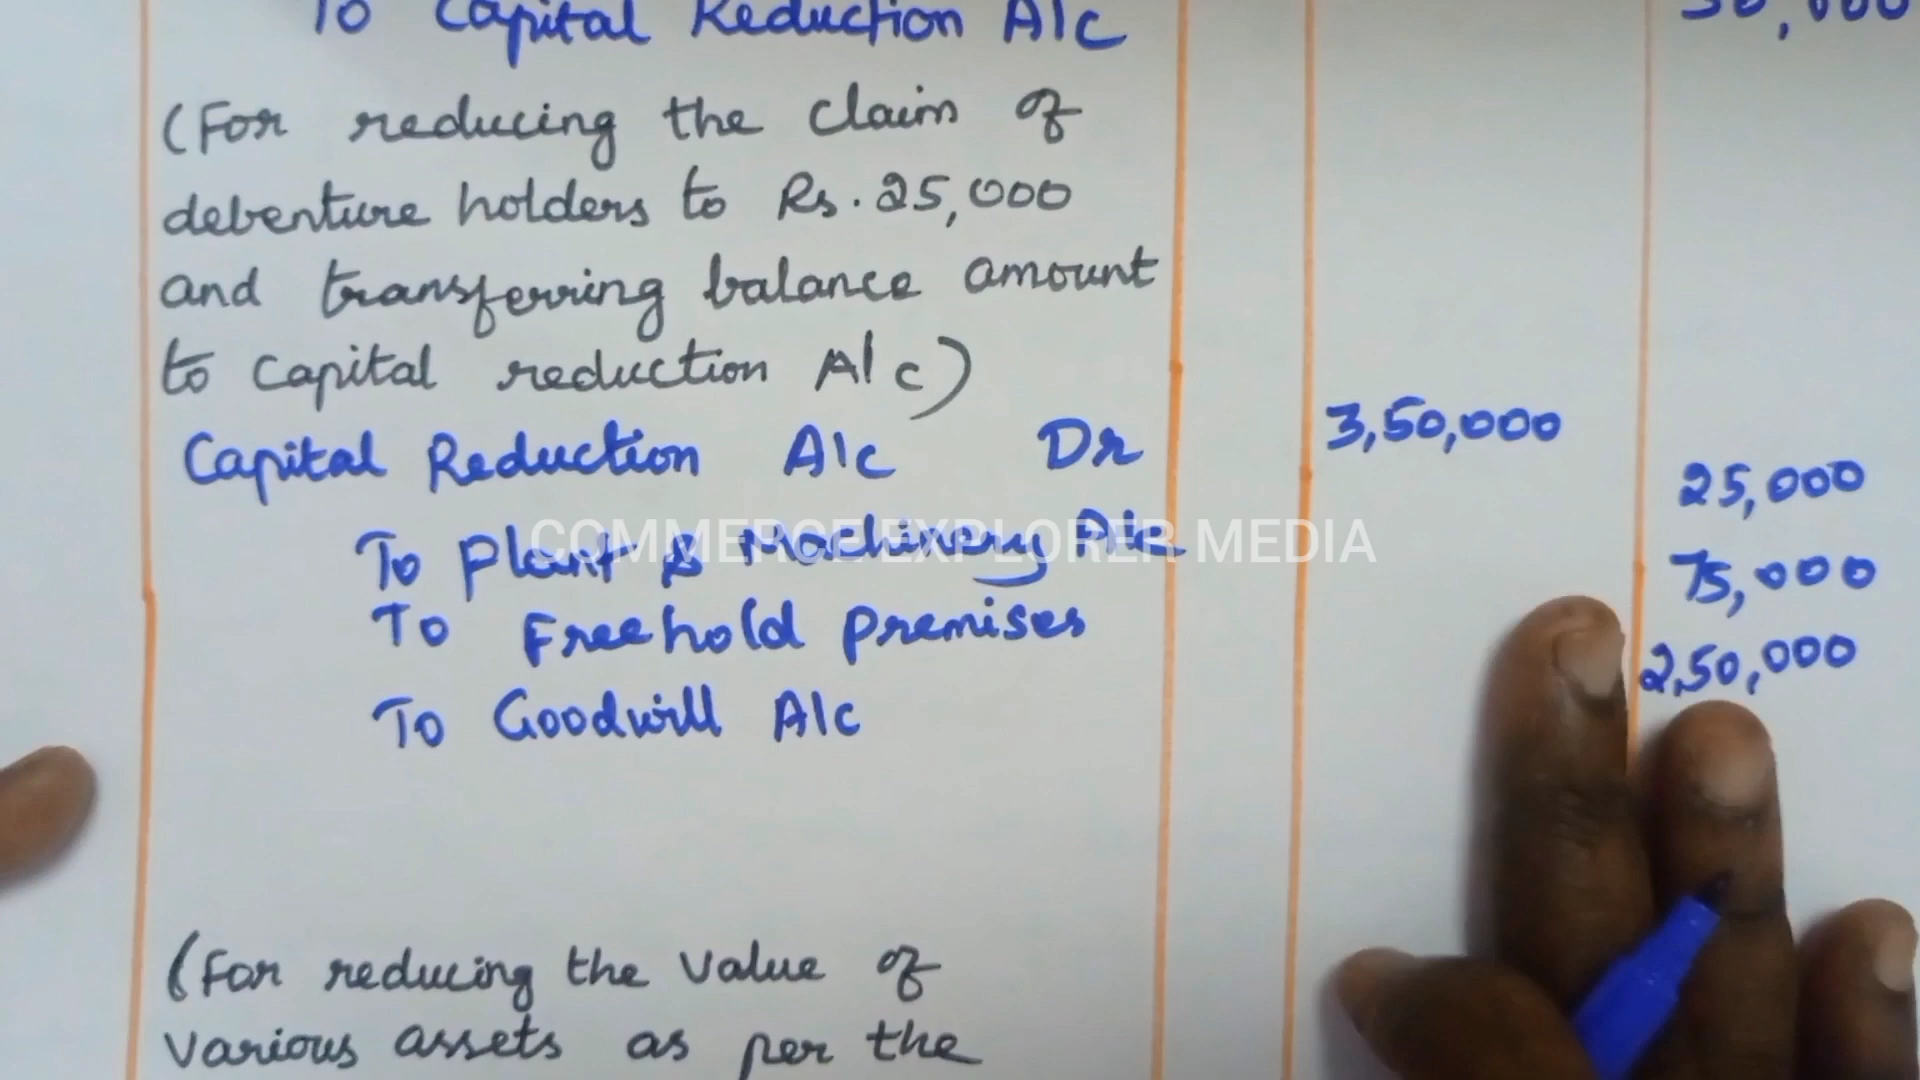 To Capital Reduction A/c
(For reducing the claim of
debenture holders to Rs. 25,000
and transferring balance amount
to capital reduction A/c)
Capital Reduction A/c Dr 3,50,000
To Plant & Machinery A/c 25,000
To Freehold premises 75,000
To Goodwill A/c 2,50,000
COMMERCE EXPLORER MEDIA
(For reducing the value of
various assets as per the